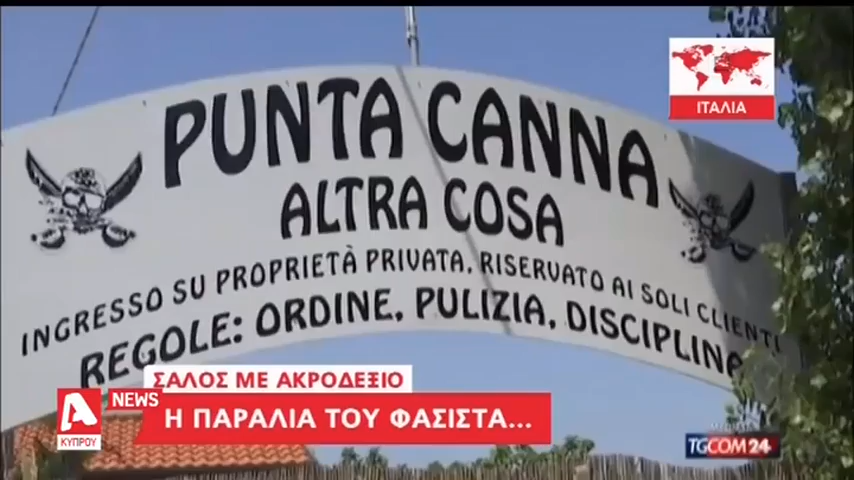 PUNTA CANNA
ALTRA COSA
INGRESSO SU PROPRIETÀ PRIVATA, RISERVATO AI SOLI CLIENTI
REGOLE: ORDINE, PULIZIA, DISCIPLINA
ΙΤΑΛΙΑ
ΣΑΛΟΣ ΜΕ ΑΚΡΟΔΕΞΙΟ
Η ΠΑΡΑΛΙΑ ΤΟΥ ΦΑΣΙΣΤΑ...
A NEWS
ΚΥΠΡΟΥ
TGCOM24